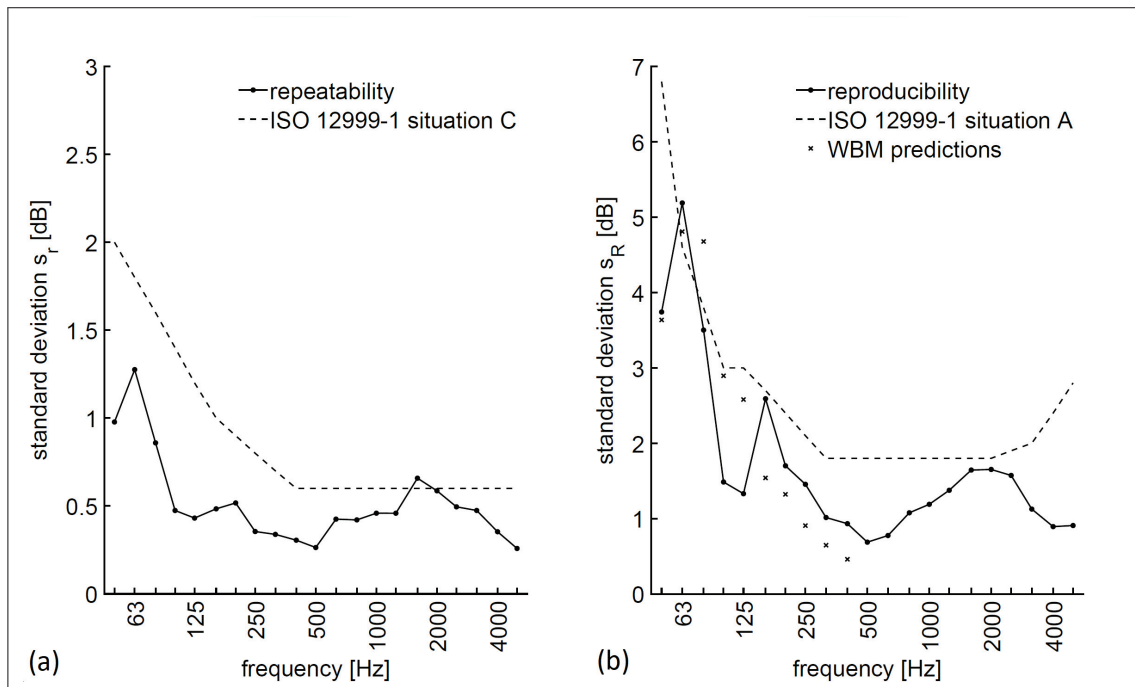 3
2.5
2
1.5
1
0.5
0
standard deviation s_r [dB]
repeatability
ISO 12999-1 situation C
63
125
250
500
1000
2000
4000
frequency [Hz]
(a)
7
6
5
4
3
2
1
0
standard deviation s_R [dB]
reproducibility
ISO 12999-1 situation A
WBM predictions
63
125
250
500
1000
2000
4000
frequency [Hz]
(b)